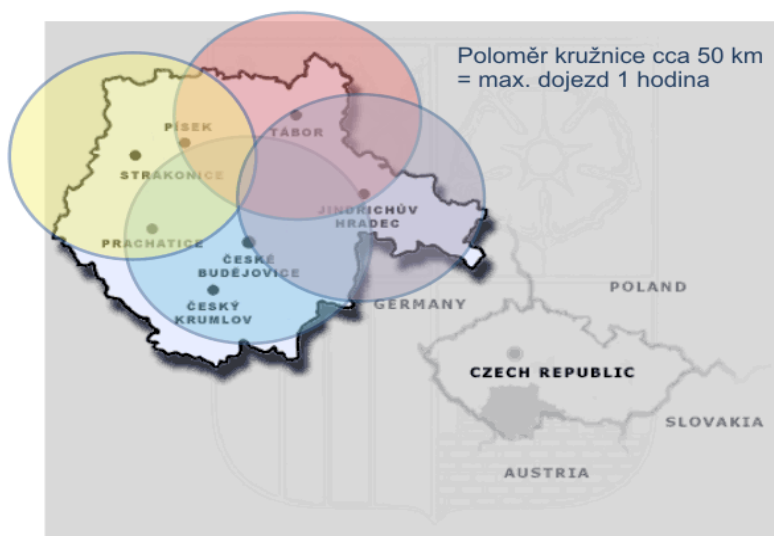 Poloměr kružnice cca 50 km
= max. dojezd 1 hodina
PÍSEK
TÁBOR
STRAKONICE
JINDRICHŮV
HRADEC
PRACHATICE
ČESKÉ
BUDĚJOVICE
ČESKÝ
KRUMLOV
GERMANY
POLAND
CZECH REPUBLIC
SLOVAKIA
AUSTRIA